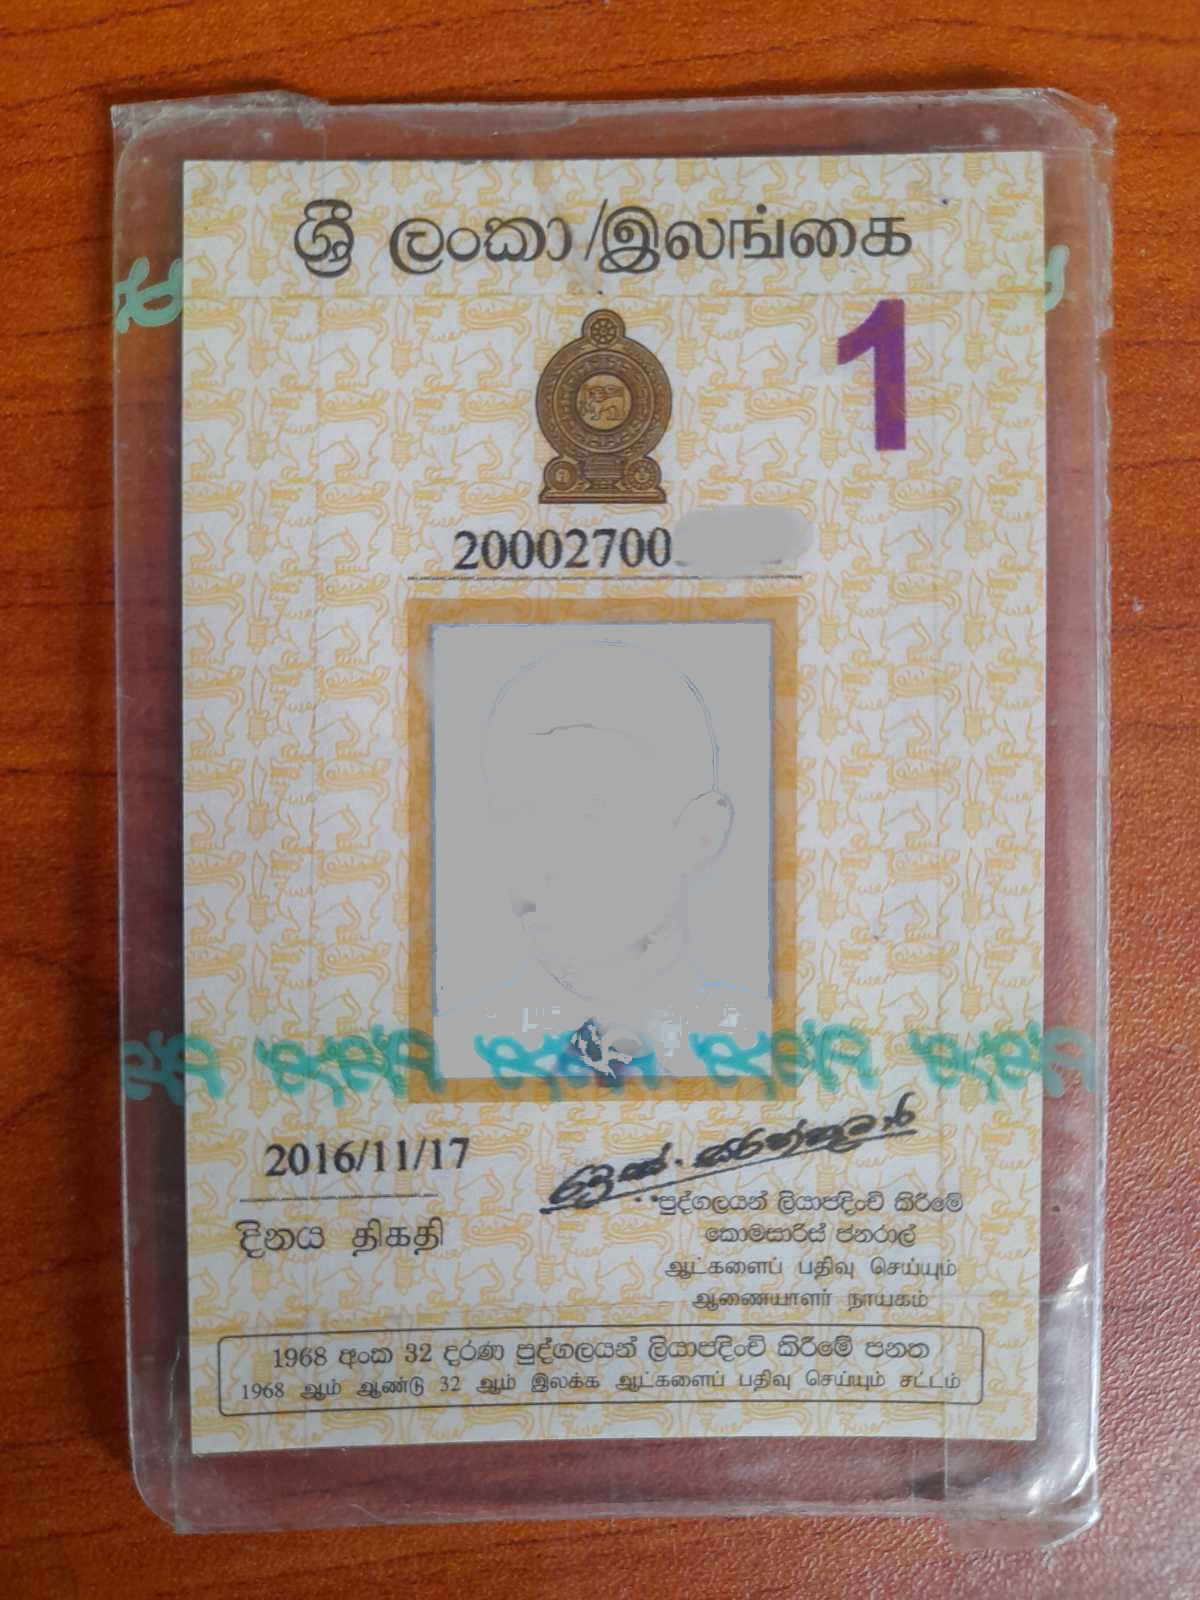 ශ්‍රී ලංකා/இலங்கை
1
20002700
2016/11/17
දිනය திகதி
පුද්ගලයන් ලියාපදිංචි කිරීමේ
කොමසාරිස් ජනරාල්
ஆட்களைப் பதிவு செய்யும்
ஆணையாளர் நாயகம்
1968 අංක 32 දරණ පුද්ගලයන් ලියාපදිංචි කිරීමේ පනත
1968 ஆம் ஆண்டு 32 ஆம் இலக்க ஆட்களைப் பதிவு செய்யும் சட்டம்